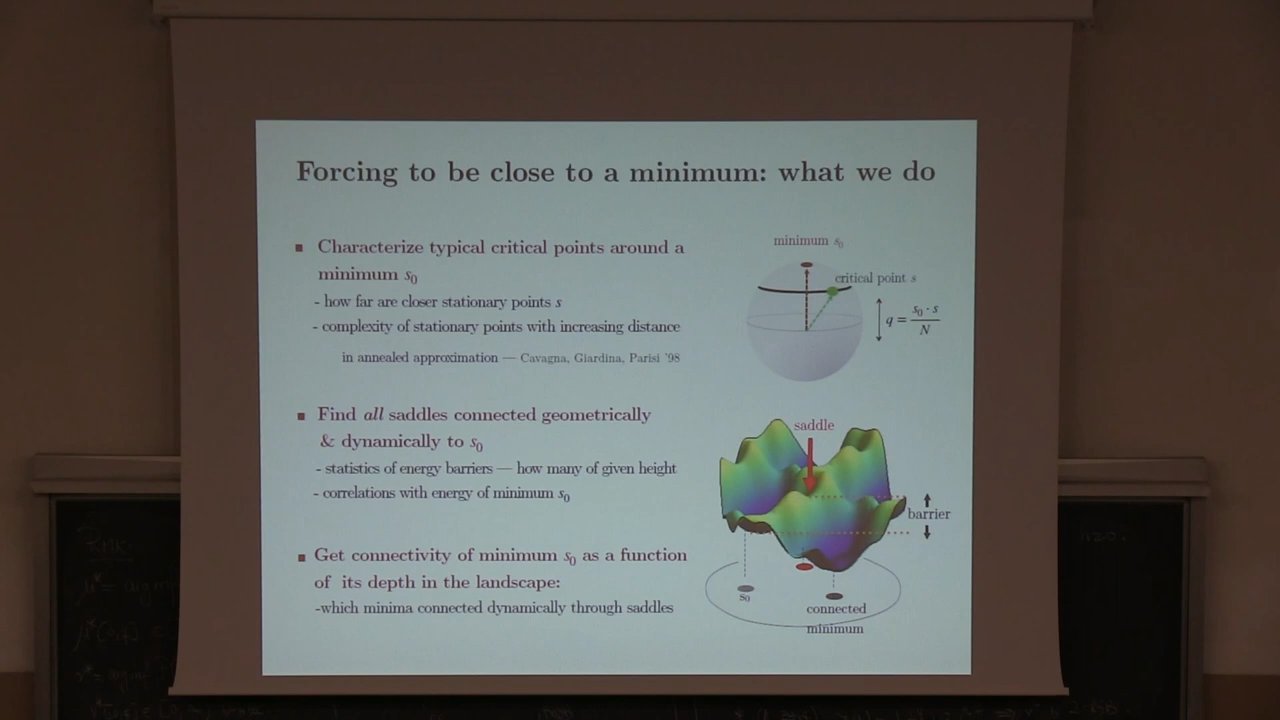 Forcing to be close to a minimum: what we do
■ Characterize typical critical points around a
minimum s₀
- how far are closer stationary points s
- complexity of stationary points with increasing distance
in annealed approximation — Cavagna, Giardina, Parisi '98
■ Find all saddles connected geometrically
& dynamically to s₀
- statistics of energy barriers — how many of given height
- correlations with energy of minimum s₀
■ Get connectivity of minimum s₀ as a function
of its depth in the landscape:
-which minima connected dynamically through saddles
minimum s₀
critical point s
q = s₀ · s / N
saddle
barrier
s₀
connected
minimum